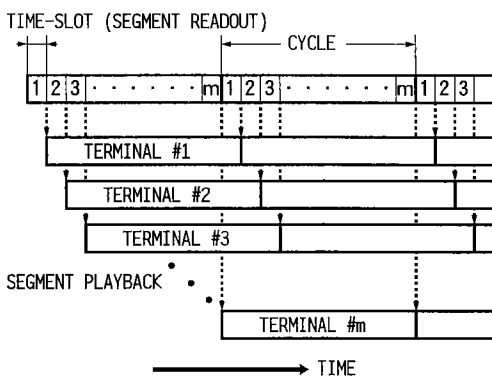 TIME-SLOT (SEGMENT READOUT)
CYCLE
1 2 3 · · · · · · m 1 2 3 · · · · · · m 1 2 3
TERMINAL #1
TERMINAL #2
TERMINAL #3
SEGMENT PLAYBACK
TERMINAL #m
TIME